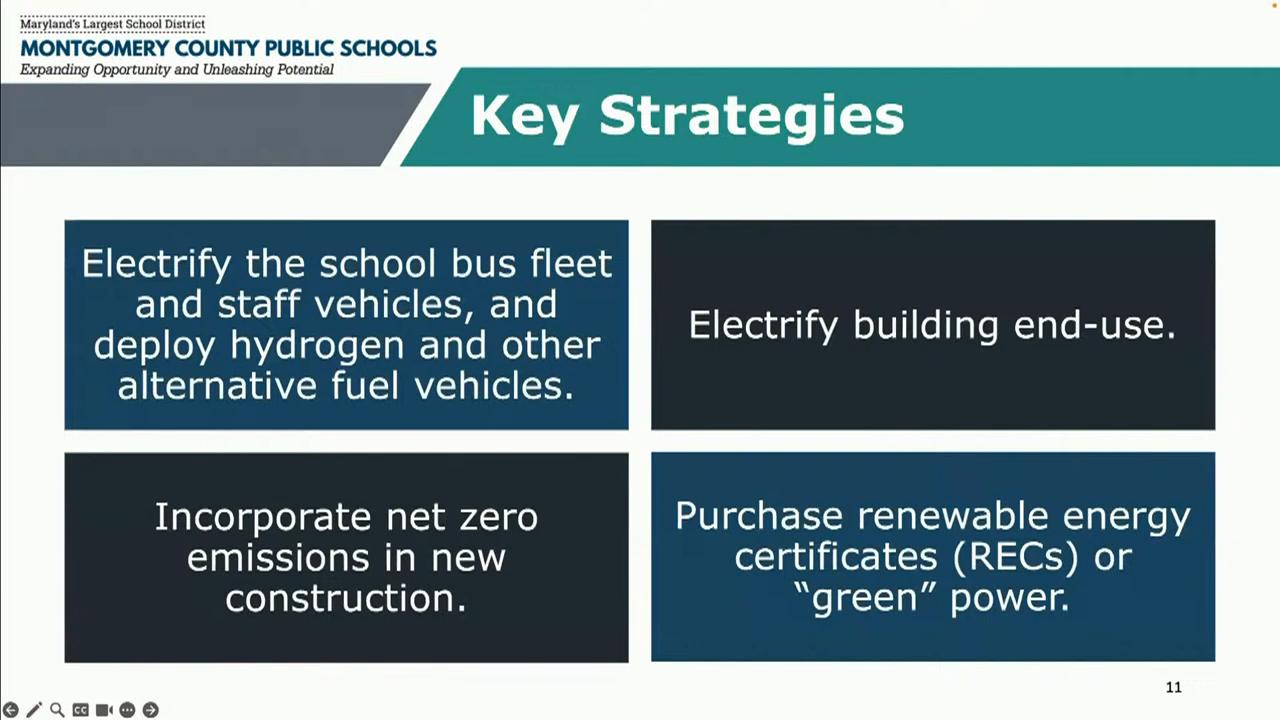 Maryland's Largest School District
MONTGOMERY COUNTY PUBLIC SCHOOLS
Expanding Opportunity and Unleashing Potential
Key Strategies
Electrify the school bus fleet
and staff vehicles, and
deploy hydrogen and other
alternative fuel vehicles.
Electrify building end-use.
Incorporate net zero
emissions in new
construction.
Purchase renewable energy
certificates (RECs) or
“green” power.
11
CC